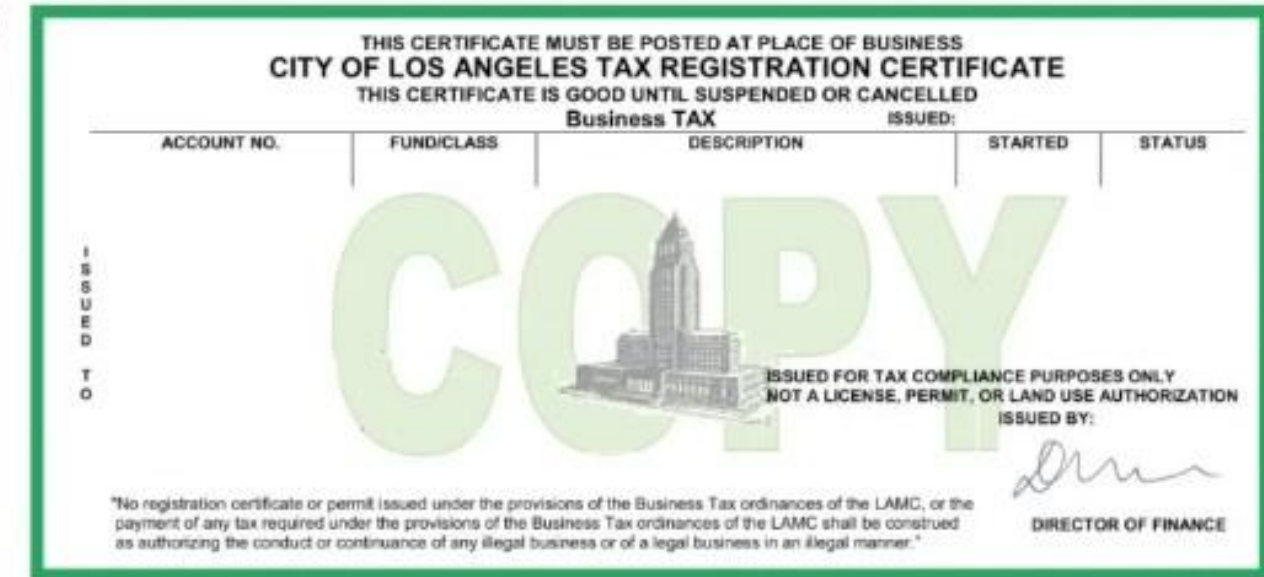 THIS CERTIFICATE MUST BE POSTED AT PLACE OF BUSINESS
CITY OF LOS ANGELES TAX REGISTRATION CERTIFICATE
THIS CERTIFICATE IS GOOD UNTIL SUSPENDED OR CANCELLED
Business TAX ISSUED:
ACCOUNT NO. FUND/CLASS DESCRIPTION STARTED STATUS
COPY
ISSUED TO
ISSUED FOR TAX COMPLIANCE PURPOSES ONLY
NOT A LICENSE, PERMIT, OR LAND USE AUTHORIZATION
ISSUED BY:
"No registration certificate or permit issued under the provisions of the Business Tax ordinances of the LAMC, or the
payment of any tax required under the provisions of the Business Tax ordinances of the LAMC shall be construed
as authorizing the conduct or continuance of any illegal business or of a legal business in an illegal manner."
DIRECTOR OF FINANCE